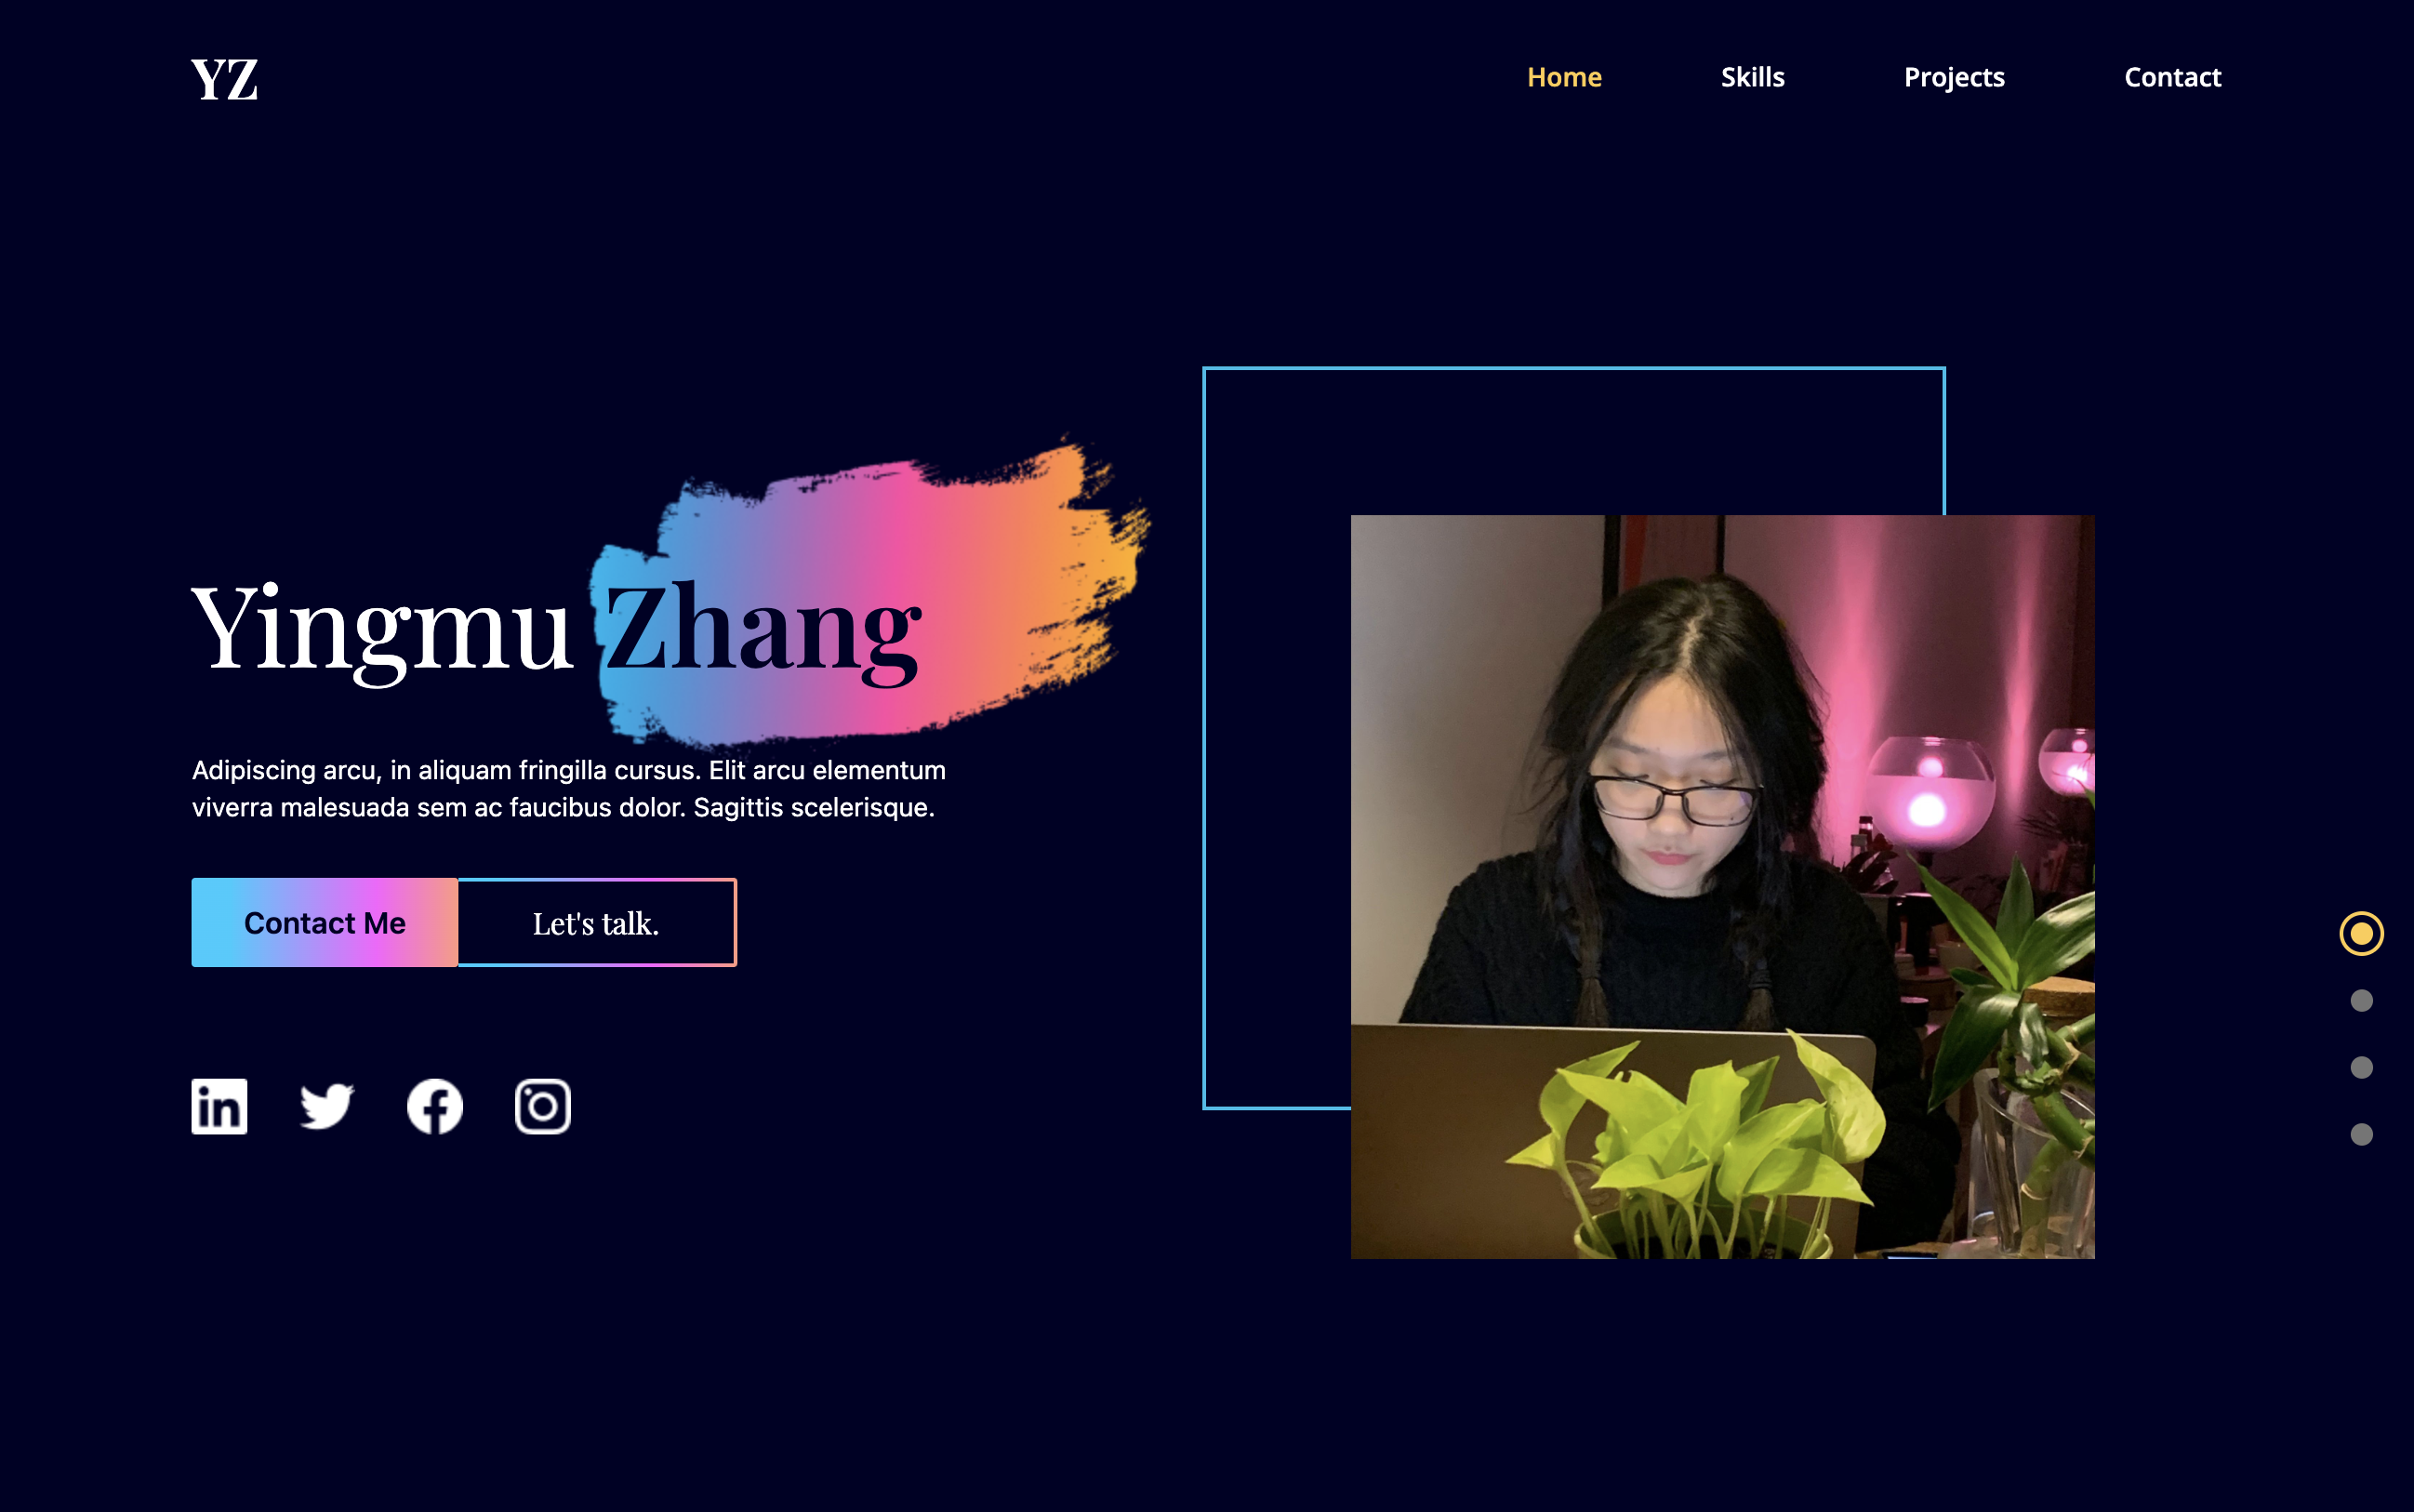 YZ
Home Skills Projects Contact
Yingmu Zhang
Adipiscing arcu, in aliquam fringilla cursus. Elit arcu elementum
viverra malesuada sem ac faucibus dolor. Sagittis scelerisque.
Contact Me
Let's talk.
in